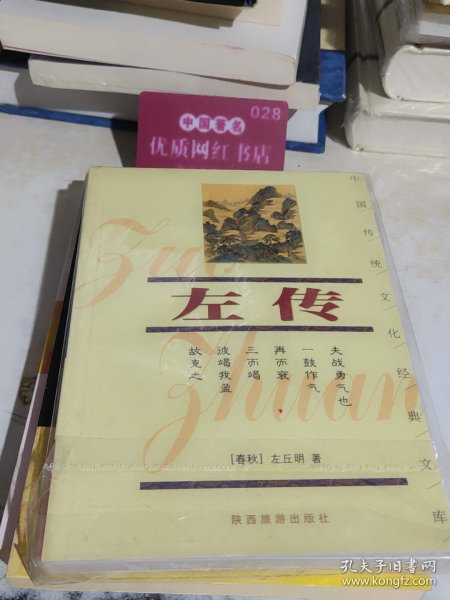 028
中国著名
优质网红书店
Zuo
左传
Zhuan
夫战勇气也
一鼓作气
再而衰
三而竭
彼竭我盈
故克之
[春秋] 左丘明 著
陕西旅游出版社
中国传统文化经典文库
孔夫子旧书网
www.kongfz.com